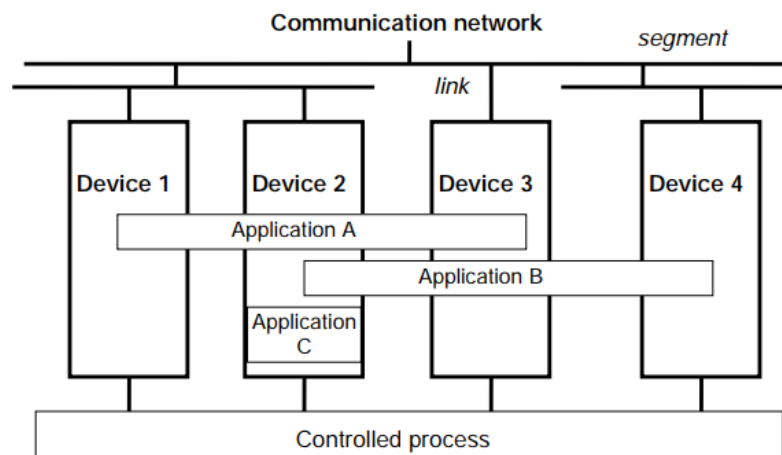 Communication network
segment
link
Device 1
Device 2
Device 3
Device 4
Application A
Application B
Application
C
Controlled process